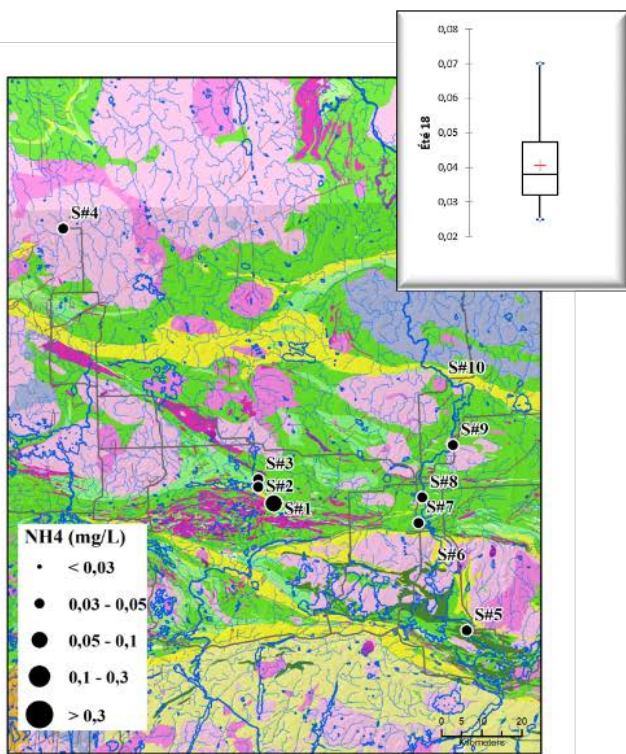 0,08
0,07
0,06
0,05
0,04
0,03
0,02
Été 18
S#4
S#10
S#9
S#3
S#2
S#1
S#8
S#7
S#6
S#5
NH4 (mg/L)
< 0,03
0,03 - 0,05
0,05 - 0,1
0,1 - 0,3
> 0,3
0 5 10 20
Kilometers